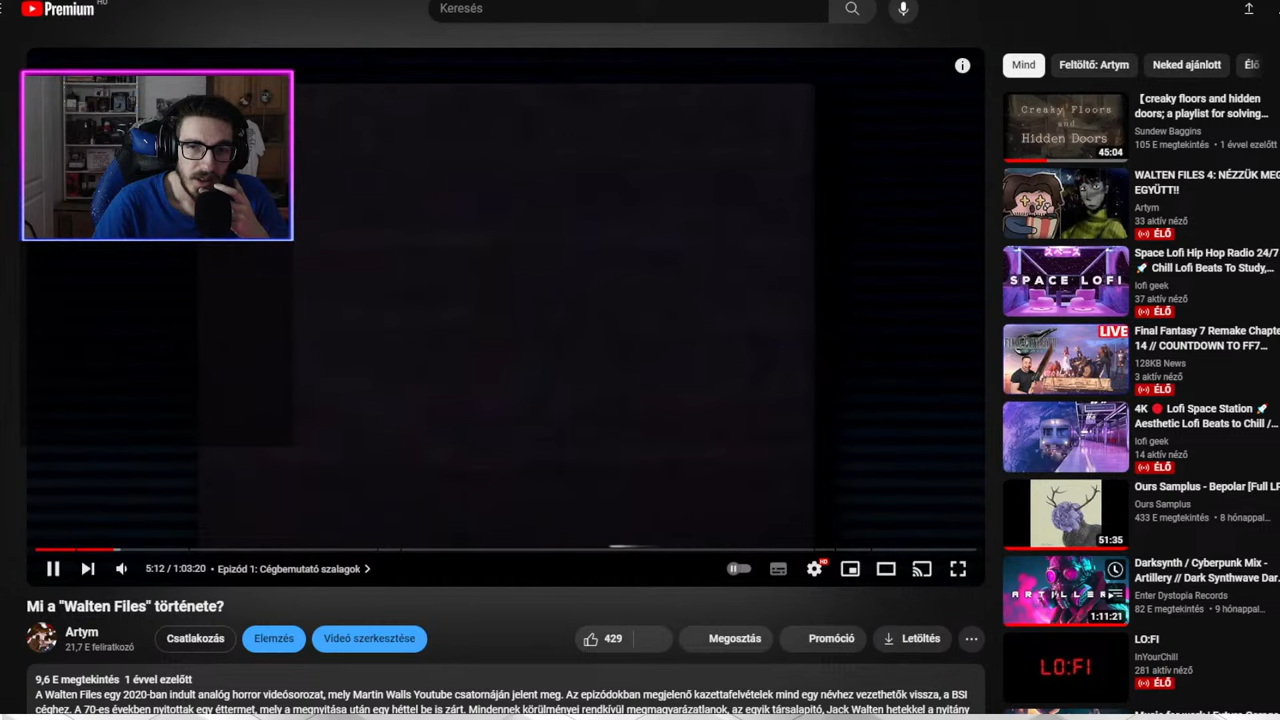 Premium HU
Keresés
Mind
Feltöltő: Artym
Neked ajánlott
Élő
Creaky Floors
and
Hidden Doors
45:04
【creaky floors and hidden
doors; a playlist for solving...
Sundew Baggins
105 E megtekintés • 1 évvel ezelőtt
WALTEN FILES 4: NÉZZÜK MEG
EGYÜTT!!
Artym
33 aktív néző
ÉLŐ
SPACE LOFI
Space Lofi Hip Hop Radio 24/7
🚀 Chill Lofi Beats To Study,...
lofi geek
37 aktív néző
ÉLŐ
LIVE
Final Fantasy 7 Remake Chapte
14 // COUNTDOWN TO FF7...
128KB News
3 aktív néző
ÉLŐ
4K 🔴 Lofi Space Station 🚀
Aesthetic Lofi Beats to Chill /...
lofi geek
14 aktív néző
ÉLŐ
51:35
Ours Samplus - Bepolar [Full LP
Ours Samplus
433 E megtekintés • 8 hónappal...
ARTILLERY
1:11:21
Darksynth / Cyberpunk Mix -
Artillery // Dark Synthwave Dar...
Enter Dystopia Records
82 E megtekintés • 9 hónappal...
LO:FI
LO:FI
InYourChill
281 aktív néző
ÉLŐ
5:12 / 1:03:20 • Epizód 1: Cégbemutató szalagok
HD
Mi a "Walten Files" története?
Artym
21,7 E feliratkozó
Csatlakozás
Elemzés
Videó szerkesztése
429
Megosztás
Promóció
Letöltés
9,6 E megtekintés 1 évvel ezelőtt
A Walten Files egy 2020-ban indult analóg horror videósorozat, mely Martin Walls Youtube csatornáján jelent meg. Az epizódokban megjelenő kazettafelvételek mind egy névhez vezethetők vissza, a BSI
céghez. A 70-es években nyitottak egy éttermet, mely a megnyitása után egy héttel be is zárt. Mindennek körülményei rendkívül megmagyarázatlanok, az egyik társalapító, Jack Walten hetekkel a nyitány